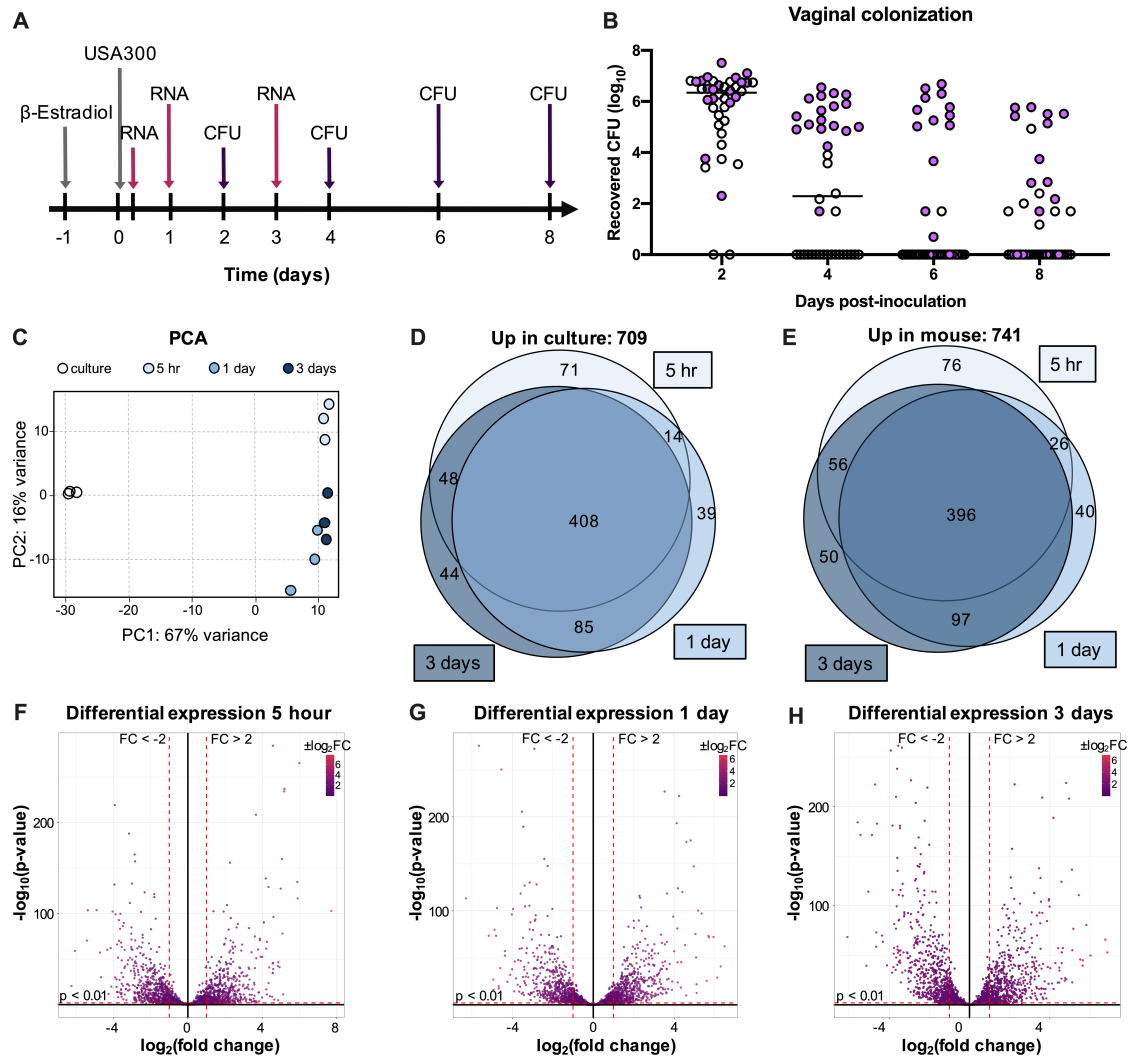 A
USA300
β-Estradiol
RNA
RNA
RNA
CFU
CFU
CFU
CFU
-1
0
1
2
3
4
6
8
Time (days)
B
Vaginal colonization
Recovered CFU (log10)
8
6
4
2
0
2
4
6
8
Days post-inoculation
C
PCA
culture
5 hr
1 day
3 days
PC2: 16% variance
10
0
-10
-30
-20
-10
0
10
PC1: 67% variance
D
Up in culture: 709
5 hr
71
14
48
39
408
44
85
3 days
1 day
E
Up in mouse: 741
5 hr
76
26
56
40
396
50
97
3 days
1 day
F
Differential expression 5 hour
FC < -2
FC > 2
±log2FC
6
4
2
-log10(p-value)
200
100
p < 0.01
-4
0
4
8
log2(fold change)
G
Differential expression 1 day
FC < -2
FC > 2
±log2FC
6
4
2
-log10(p-value)
200
100
p < 0.01
-4
0
4
log2(fold change)
H
Differential expression 3 days
FC < -2
FC > 2
±log2FC
6
4
2
-log10(p-value)
200
100
p < 0.01
-4
0
4
log2(fold change)